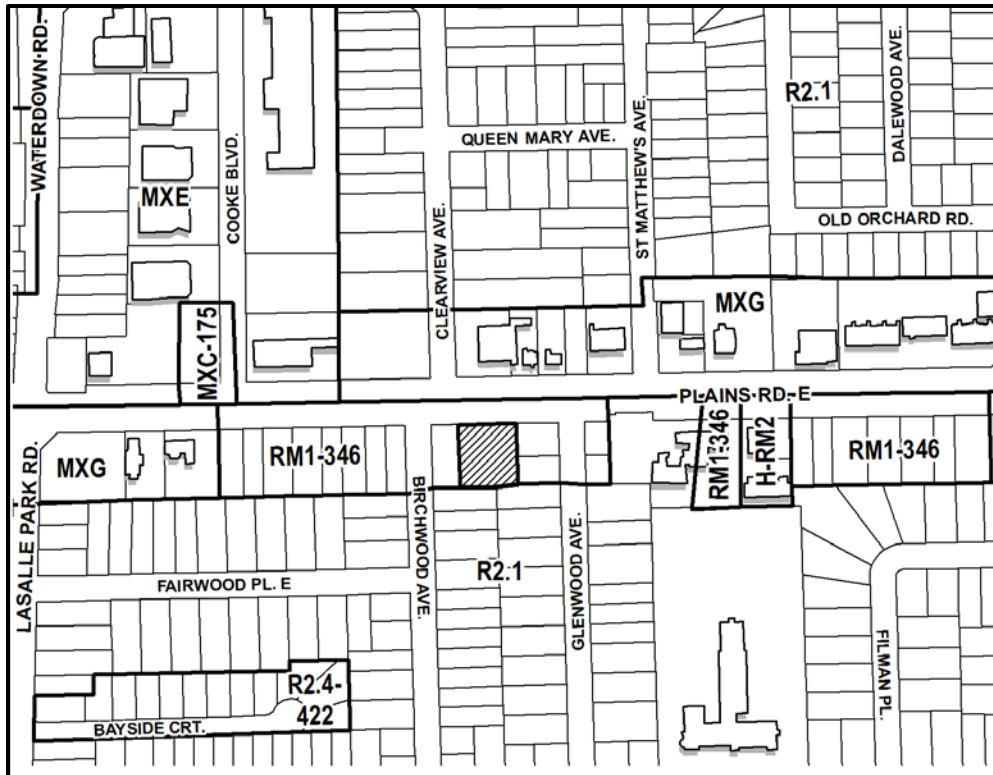 WATERDOWN RD.
MXE
COOKE BLVD.
QUEEN MARY AVE.
R2.1
DALEWOOD AVE.
ST MATTHEW'S AVE.
OLD ORCHARD RD.
CLEARVIEW AVE.
MXG
MXC-175
PLAINS RD. E
LASALLE PARK RD.
MXG
RM1-346
BIRCHWOOD AVE.
RM1-346
H-RM2
RM1-346
R2.1
GLENWOOD AVE.
FAIRWOOD PL. E
FILMAN PL.
R2.4-
422
BAYSIDE CRT.